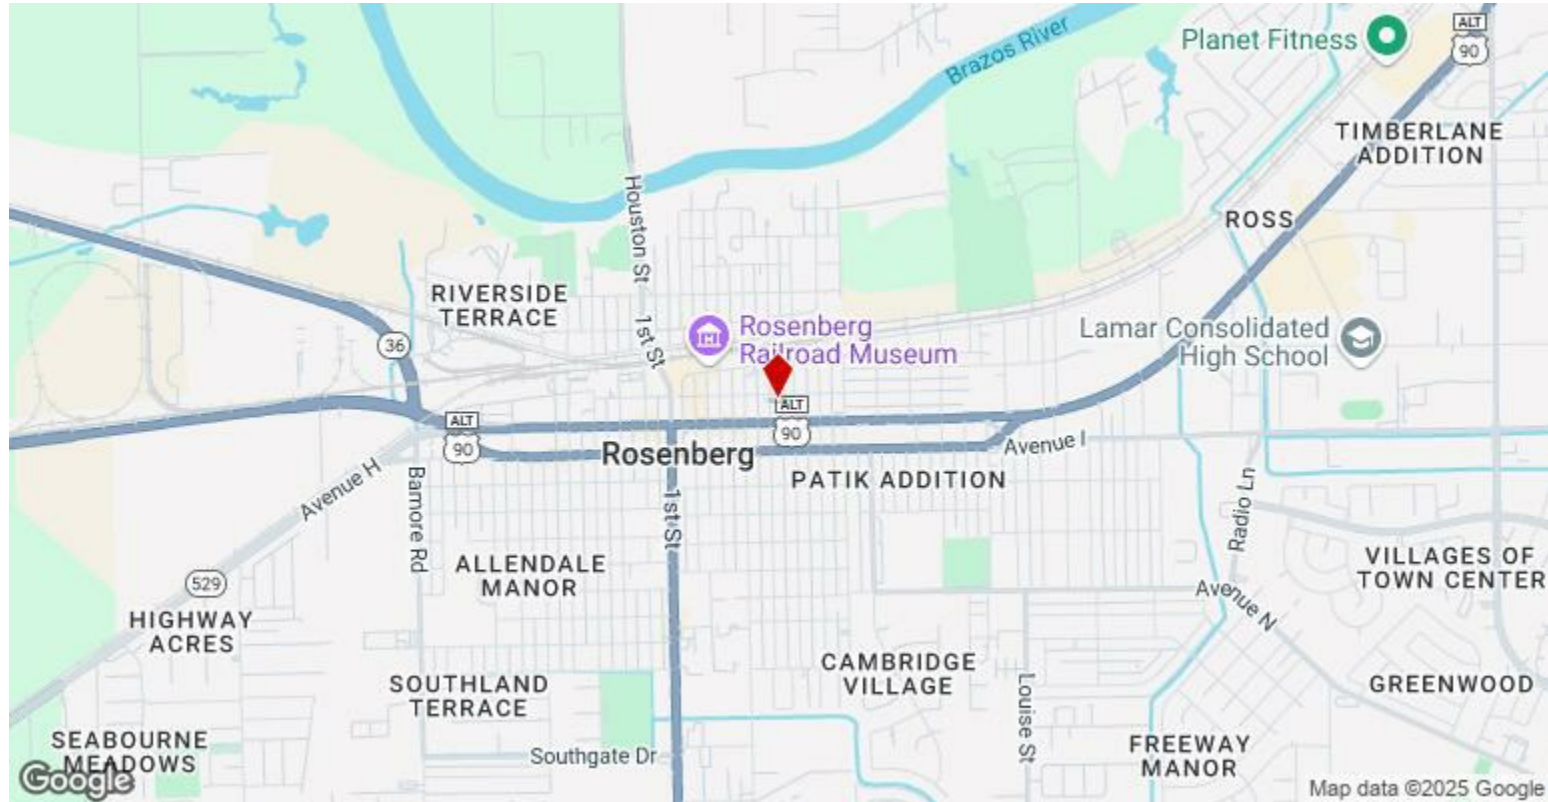 Brazos River
Planet Fitness
ALT
90
TIMBERLANE
ADDITION
Houston St
ROSS
RIVERSIDE
TERRACE
36
1st St
Rosenberg
Railroad Museum
Lamar Consolidated
High School
ALT
90
ALT
90
Rosenberg
Avenue I
PATIK ADDITION
Avenue H
Bamore Rd
1st St
Radio Ln
ALLENDALE
MANOR
VILLAGES OF
TOWN CENTER
529
Avenue N
HIGHWAY
ACRES
CAMBRIDGE
VILLAGE
SOUTHLAND
TERRACE
GREENWOOD
Louise St
SEABOURNE
MEADOWS
Southgate Dr
FREEWAY
MANOR
Google
Map data ©2025 Google